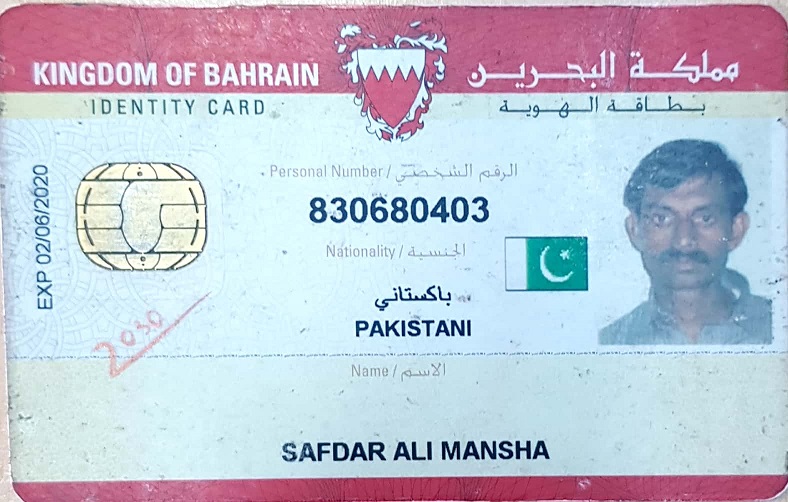 KINGDOM OF BAHRAIN مملكة البحرين
IDENTITY CARD بطاقة الهوية
Personal Number / الرقم الشخصي
830680403
EXP 02/06/2020
Nationality / الجنسية
باكستاني
PAKISTANI
2030
Name / الاسم
SAFDAR ALI MANSHA